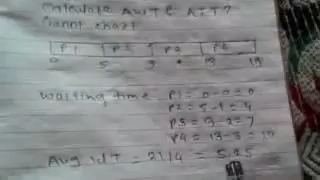 Calculate AWT & ATT?
Gantt chart
P1 P2 P3 P4
0 5 9 13 19
Waiting time P1 = 0-0=0
P2 = 5-1=4
P3 = 9-2=7
P4 = 13-3=10
Avg WT = 21/4 = 5.25